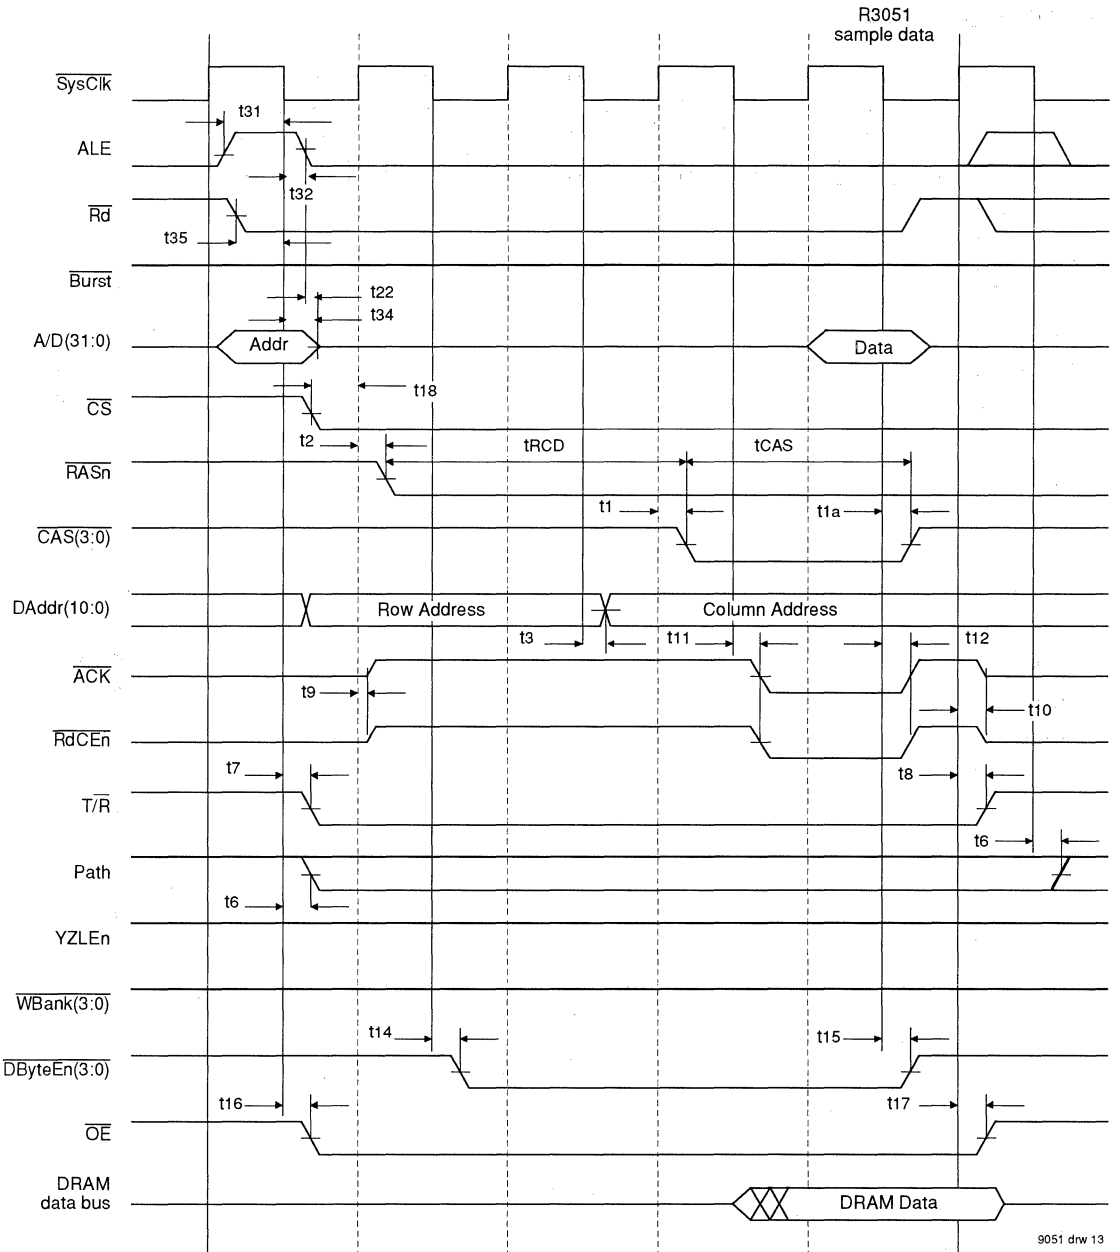 R3051
sample data
SysClk
t31
ALE
t32
Rd
t35
Burst
t22
t34
A/D(31:0)
Addr
Data
t18
CS
t2
tRCD
tCAS
RASn
t1
t1a
CAS(3:0)
DAddr(10:0)
Row Address
Column Address
t3
t11
t12
ACK
t9
t10
RdCEn
t7
t8
T/R
t6
Path
t6
YZLEn
WBank(3:0)
t14
t15
DByteEn(3:0)
t16
t17
OE
DRAM
data bus
DRAM Data
9051 drw 13